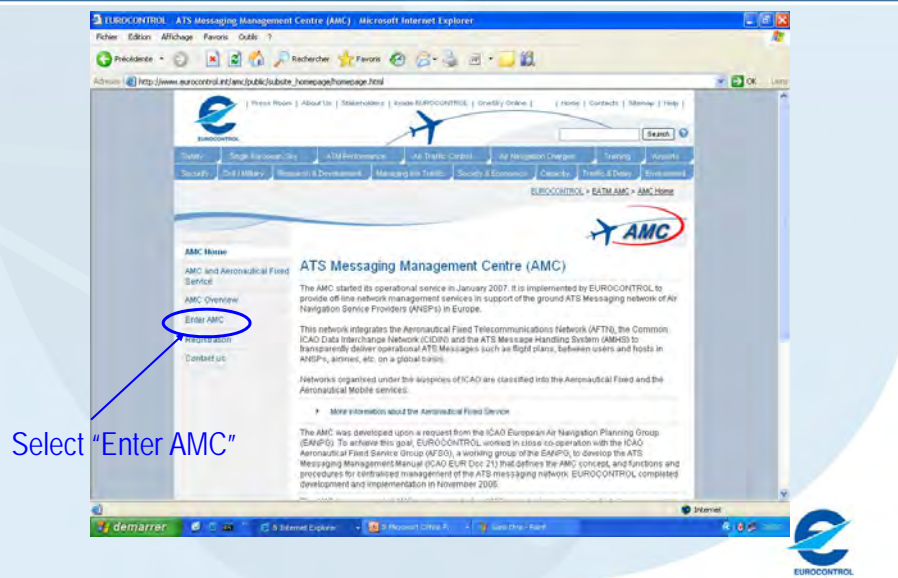 EUROCONTROL - ATS Messaging Management Centre (AMC) - Microsoft Internet Explorer
Fichier Edition Affichage Favoris Outils ?
Précédente Rechercher Favoris
Adresse http://www.eurocontrol.int/amc/public/subsite_homepage/homepage.html OK Liens
| Press Room | About Us | Stakeholders | Inside EUROCONTROL | OneSky Online | | Home | Contacts | Sitemap | Help |
EUROCONTROL
Search
Safety Single European Sky ATM Performance Air Traffic Control Air Navigation Charges Training Airports
Security Civil / Military Research & Development Managing Air Traffic Society & Economics Capacity Traffic & Delay Environment
EUROCONTROL » EATM AMC » AMC Home
AMC
AMC Home
AMC and Aeronautical Fixed
Service
AMC Overview
Enter AMC
Registration
Contact us
ATS Messaging Management Centre (AMC)
The AMC started its operational service in January 2007. It is implemented by EUROCONTROL to
provide off-line network management services in support of the ground ATS Messaging network of Air
Navigation Service Providers (ANSPs) in Europe.
This network integrates the Aeronautical Fixed Telecommunications Network (AFTN), the Common
ICAO Data Interchange Network (CIDIN) and the ATS Message Handling System (AMHS) to
transparently deliver operational ATS Messages such as flight plans, between users and hosts in
ANSPs, airlines, etc. on a global basis.
Networks organised under the auspices of ICAO are classified into the Aeronautical Fixed and the
Aeronautical Mobile services.
More information about the Aeronautical Fixed Service
The AMC was developed upon a request from the ICAO European Air Navigation Planning Group
(EANPG). To achieve this goal, EUROCONTROL worked in close co-operation with the ICAO
Aeronautical Fixed Service Group (AFSG), a working group of the EANPG, to develop the ATS
Messaging Management Manual (ICAO EUR Doc 21) that defines the AMC concept, and functions and
procedures for centralised management of the ATS messaging network. EUROCONTROL completed
development and implementation in November 2006.
Select "Enter AMC"
Internet
démarrer 5 Internet Explorer Microsoft Office P... - Paint
EUROCONTROL